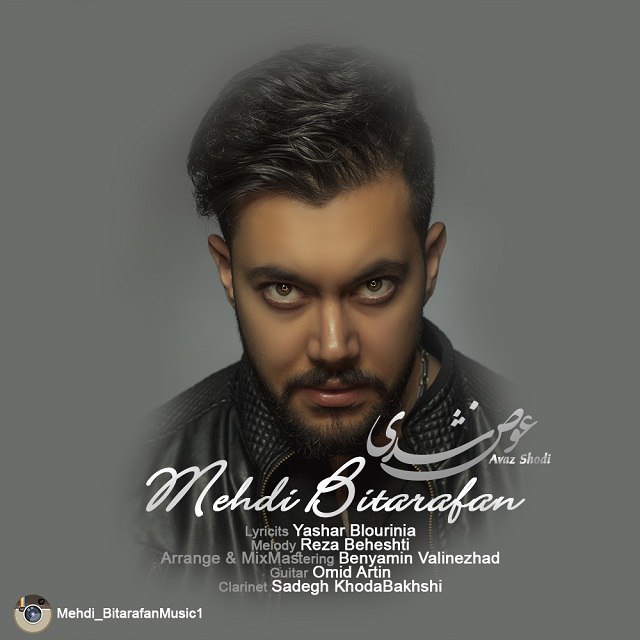 عوض شدی
Avaz Shodi
Mehdi Bitarafan
Lyricits Yashar Blourinia
Melody Reza Beheshti
Arrange & MixMastering Benyamin Valinezhad
Guitar Omid Artin
Clarinet Sadegh KhodaBakhshi
Mehdi_BitarafanMusic1